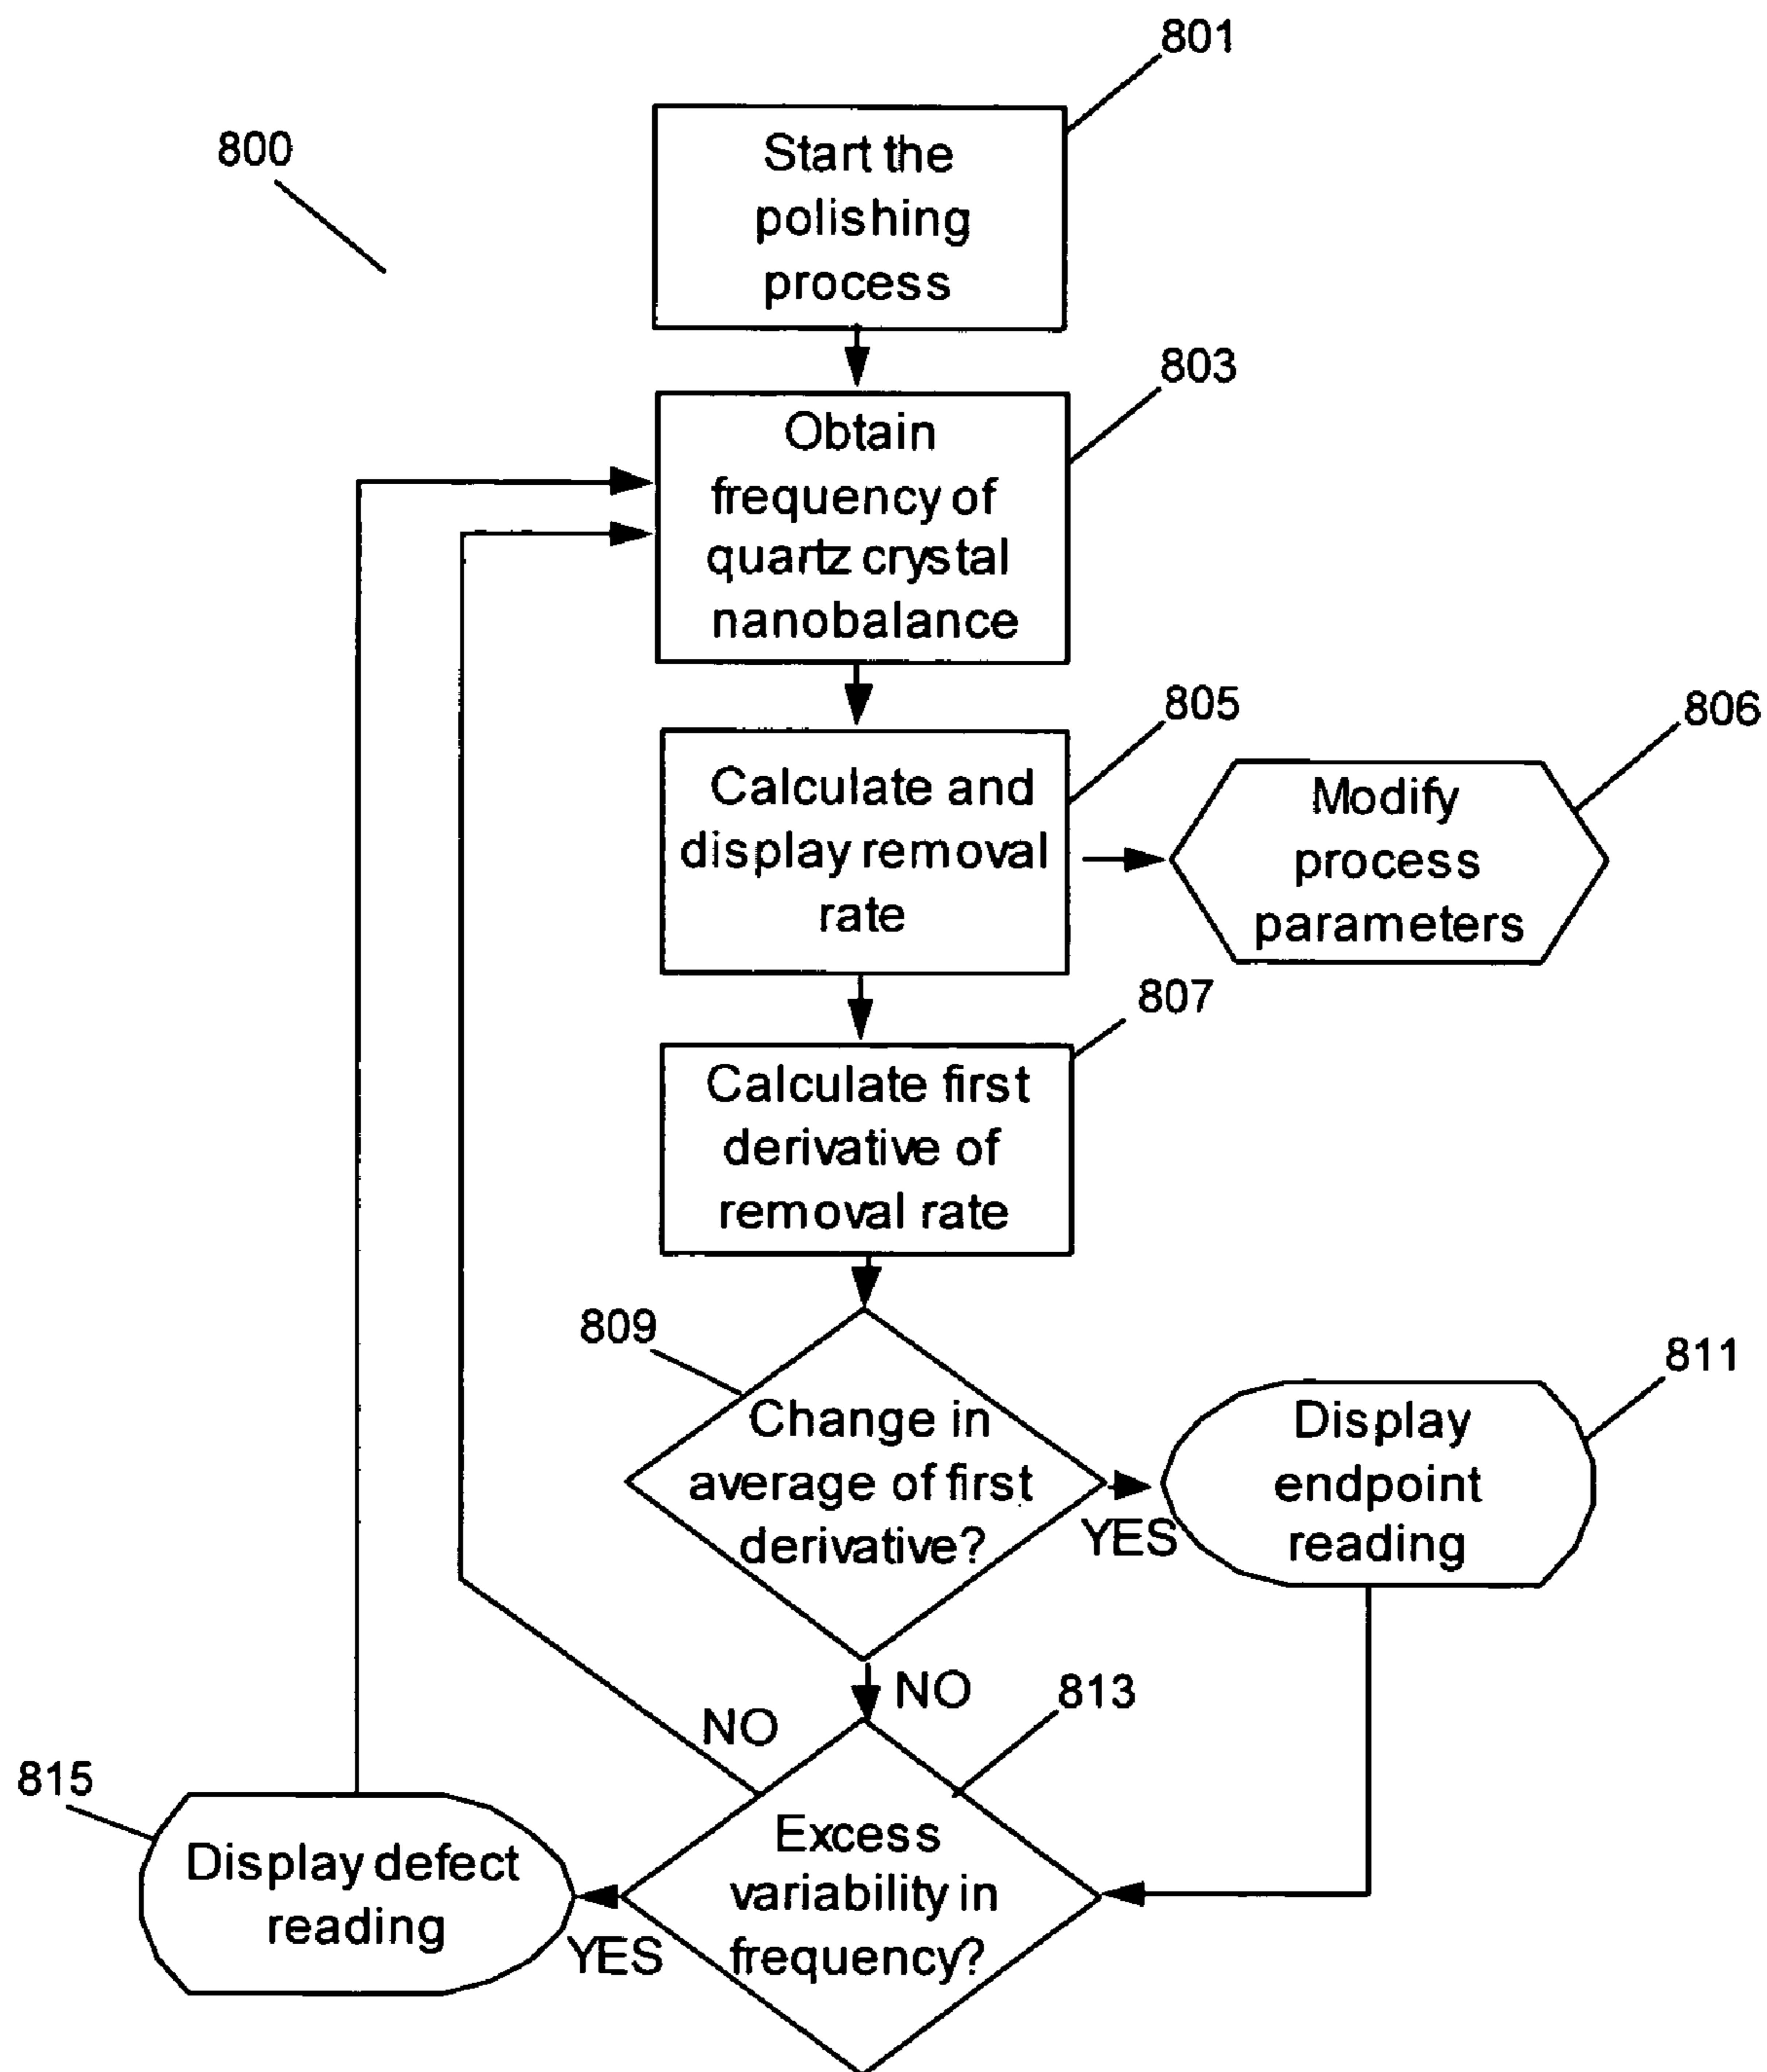 801
800
Start the
polishing
process
803
Obtain
frequency of
quartz crystal
nanobalance
805
806
Calculate and
display removal
rate
Modify
process
parameters
807
Calculate first
derivative of
removal rate
809
811
Change in
average of first
derivative?
YES
Display
endpoint
reading
NO
813
NO
815
Display defect
reading
YES
Excess
variability in
frequency?